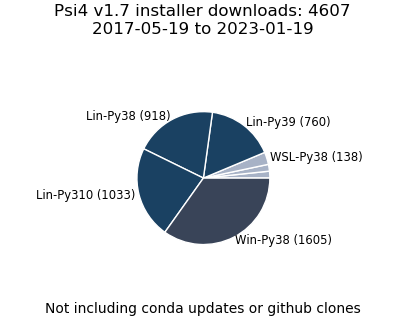 Psi4 v1.7 installer downloads: 4607
2017-05-19 to 2023-01-19
Lin-Py38 (918)
Lin-Py39 (760)
WSL-Py38 (138)
Lin-Py310 (1033)
Win-Py38 (1605)
Not including conda updates or github clones